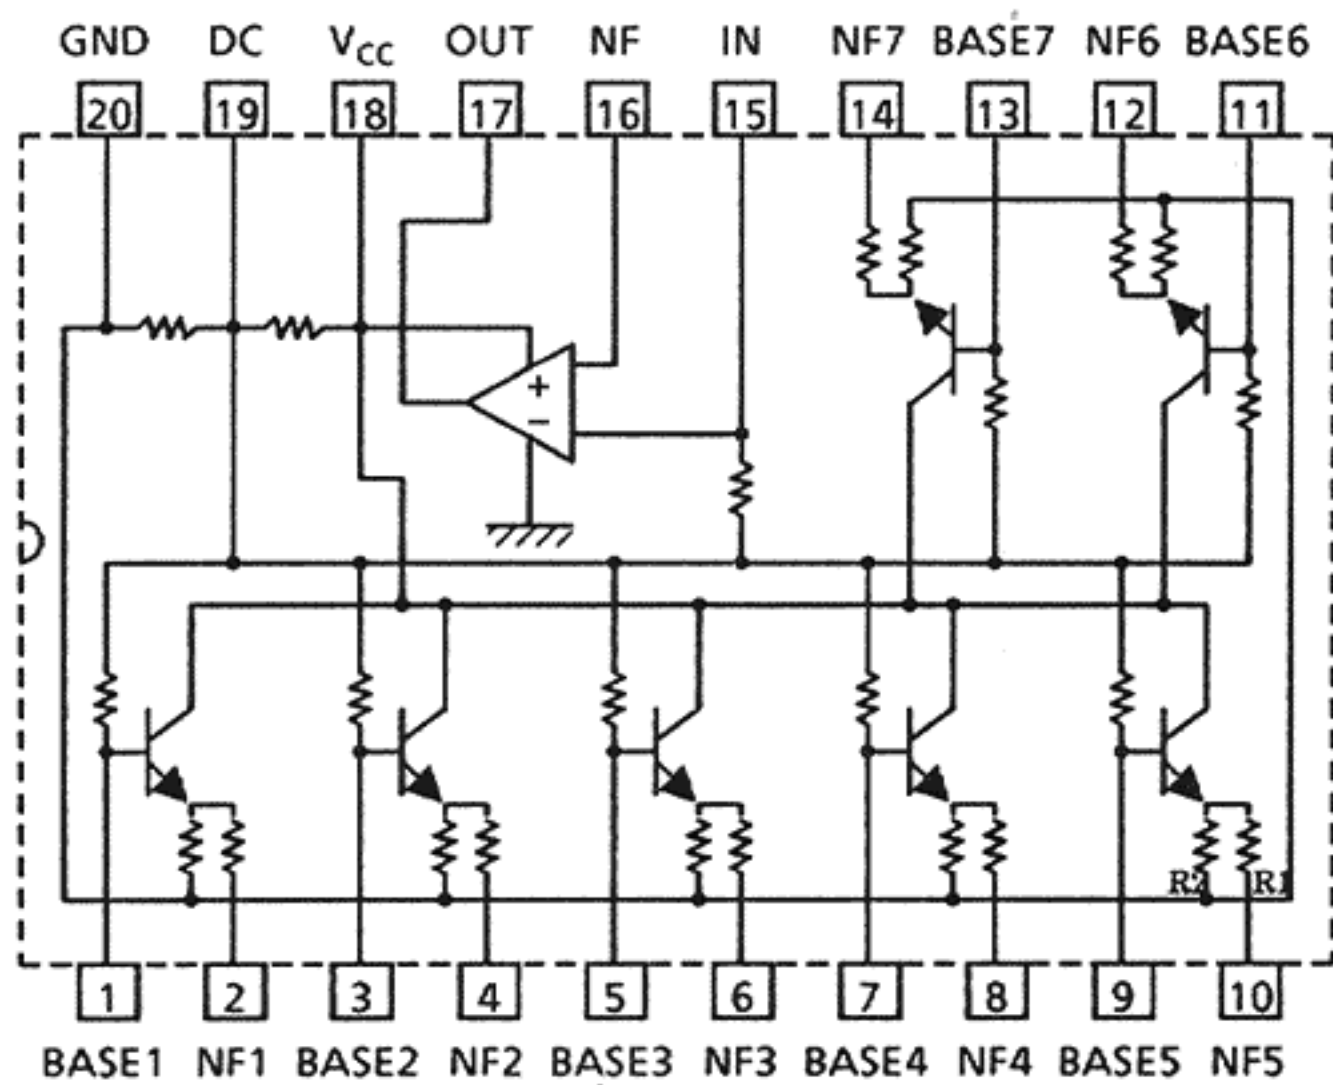 GND DC VCC OUT NF IN NF7 BASE7 NF6 BASE6
20 19 18 17 16 15 14 13 12 11
+
−
R2 R1
1 2 3 4 5 6 7 8 9 10
BASE1 NF1 BASE2 NF2 BASE3 NF3 BASE4 NF4 BASE5 NF5